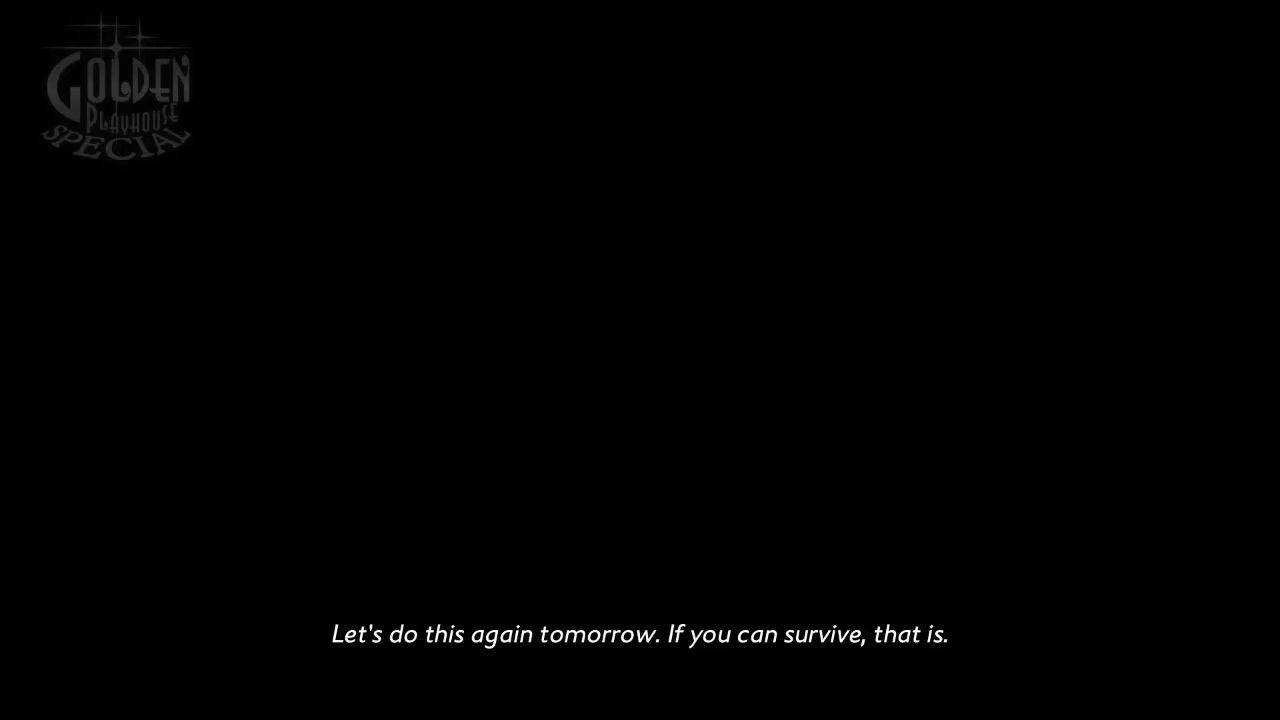 GOLDEN
PLAYHOUSE
SPECIAL
Let's do this again tomorrow. If you can survive, that is.